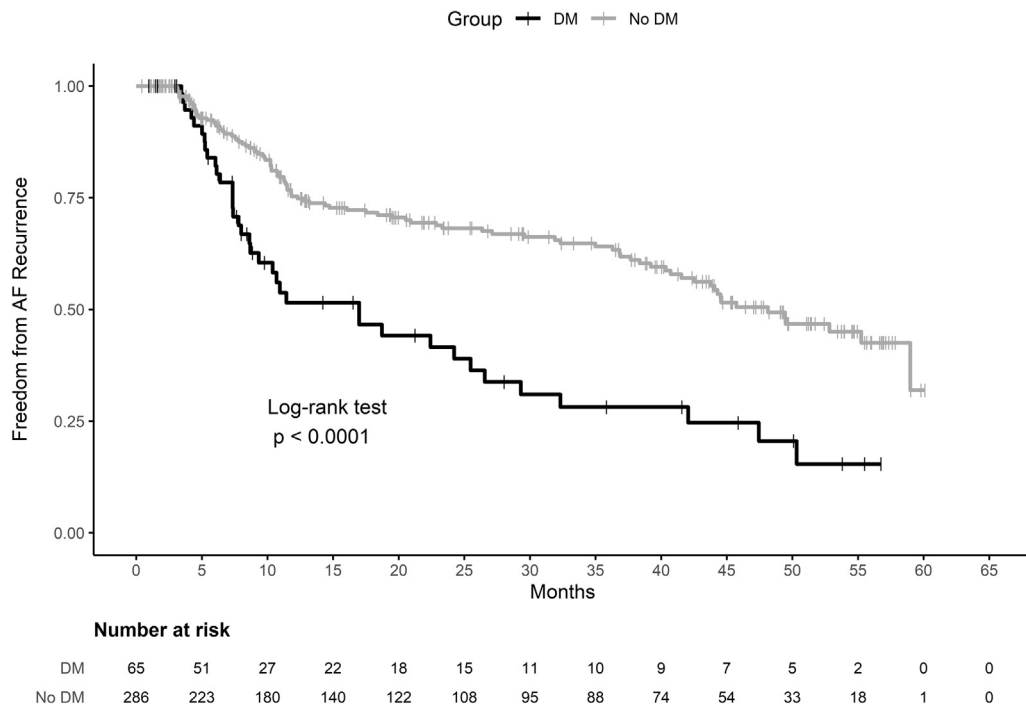 Group DM No DM
Freedom from AF Recurrence
1.00
0.75
0.50
0.25
0.00
Log-rank test
p < 0.0001
0 5 10 15 20 25 30 35 40 45 50 55 60 65
Months
Number at risk
DM 65 51 27 22 18 15 11 10 9 7 5 2 0 0
No DM 286 223 180 140 122 108 95 88 74 54 33 18 1 0